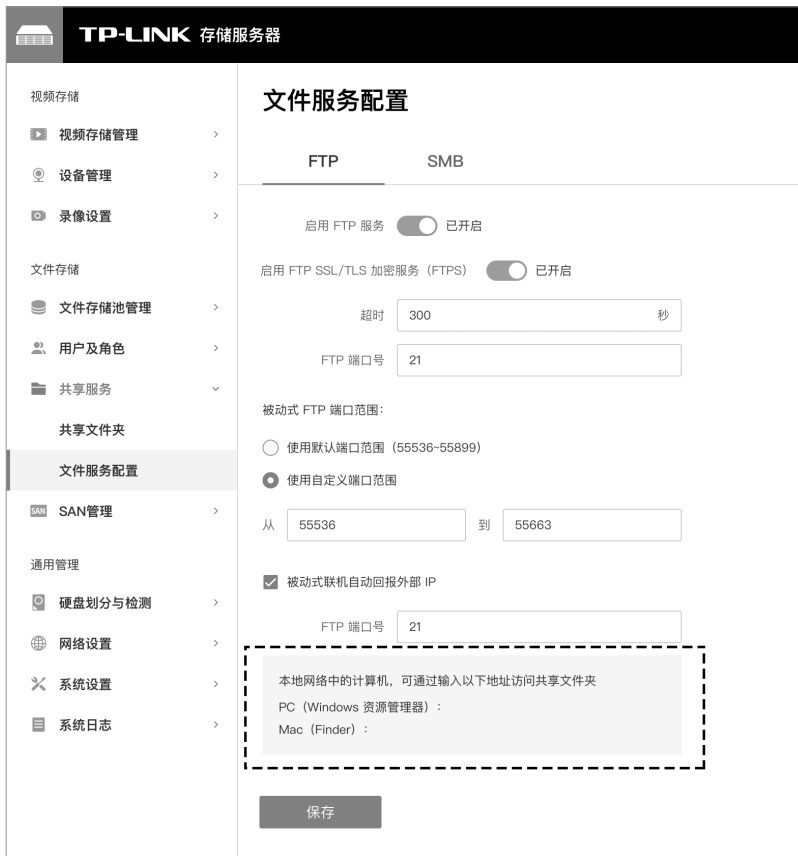 TP-LINK 存储服务器
视频存储
视频存储管理
设备管理
录像设置
文件存储
文件存储池管理
用户及角色
共享服务
共享文件夹
文件服务配置
SAN SAN管理
通用管理
硬盘划分与检测
网络设置
系统设置
系统日志
文件服务配置
FTP SMB
启用 FTP 服务 已开启
启用 FTP SSL/TLS 加密服务（FTPS） 已开启
超时 300 秒
FTP 端口号 21
被动式 FTP 端口范围：
使用默认端口范围（55536~55899）
使用自定义端口范围
从 55536 到 55663
被动式联机自动回报外部 IP
FTP 端口号 21
本地网络中的计算机，可通过输入以下地址访问共享文件夹
PC（Windows 资源管理器）：
Mac（Finder）：
保存